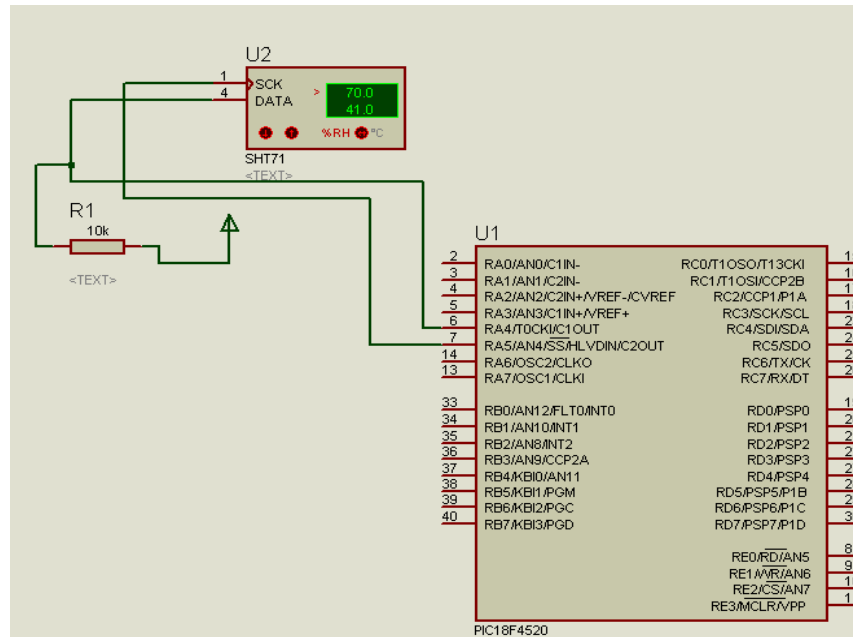 U2
1 SCK
4 DATA
> 70.0
41.0
%RH °C
SHT71
<TEXT>
R1
10k
<TEXT>
U1
2 RA0/AN0/C1IN- RC0/T1OSO/T13CKI
3 RA1/AN1/C2IN- RC1/T1OSI/CCP2B
4 RA2/AN2/C2IN+/VREF-/CVREF RC2/CCP1/P1A
5 RA3/AN3/C1IN+/VREF+ RC3/SCK/SCL
6 RA4/T0CKI/C1OUT RC4/SDI/SDA
7 RA5/AN4/SS/HLVDIN/C2OUT RC5/SDO
14 RA6/OSC2/CLKO RC6/TX/CK
13 RA7/OSC1/CLKI RC7/RX/DT
33 RB0/AN12/FLT0/INT0 RD0/PSP0
34 RB1/AN10/INT1 RD1/PSP1
35 RB2/AN8/INT2 RD2/PSP2
36 RB3/AN9/CCP2A RD3/PSP3
37 RB4/KBI0/AN11 RD4/PSP4
38 RB5/KBI1/PGM RD5/PSP5/P1B
39 RB6/KBI2/PGC RD6/PSP6/P1C
40 RB7/KBI3/PGD RD7/PSP7/P1D
RE0/RD/AN5 8
RE1/WR/AN6 9
RE2/CS/AN7
RE3/MCLR/VPP
PIC18F4520